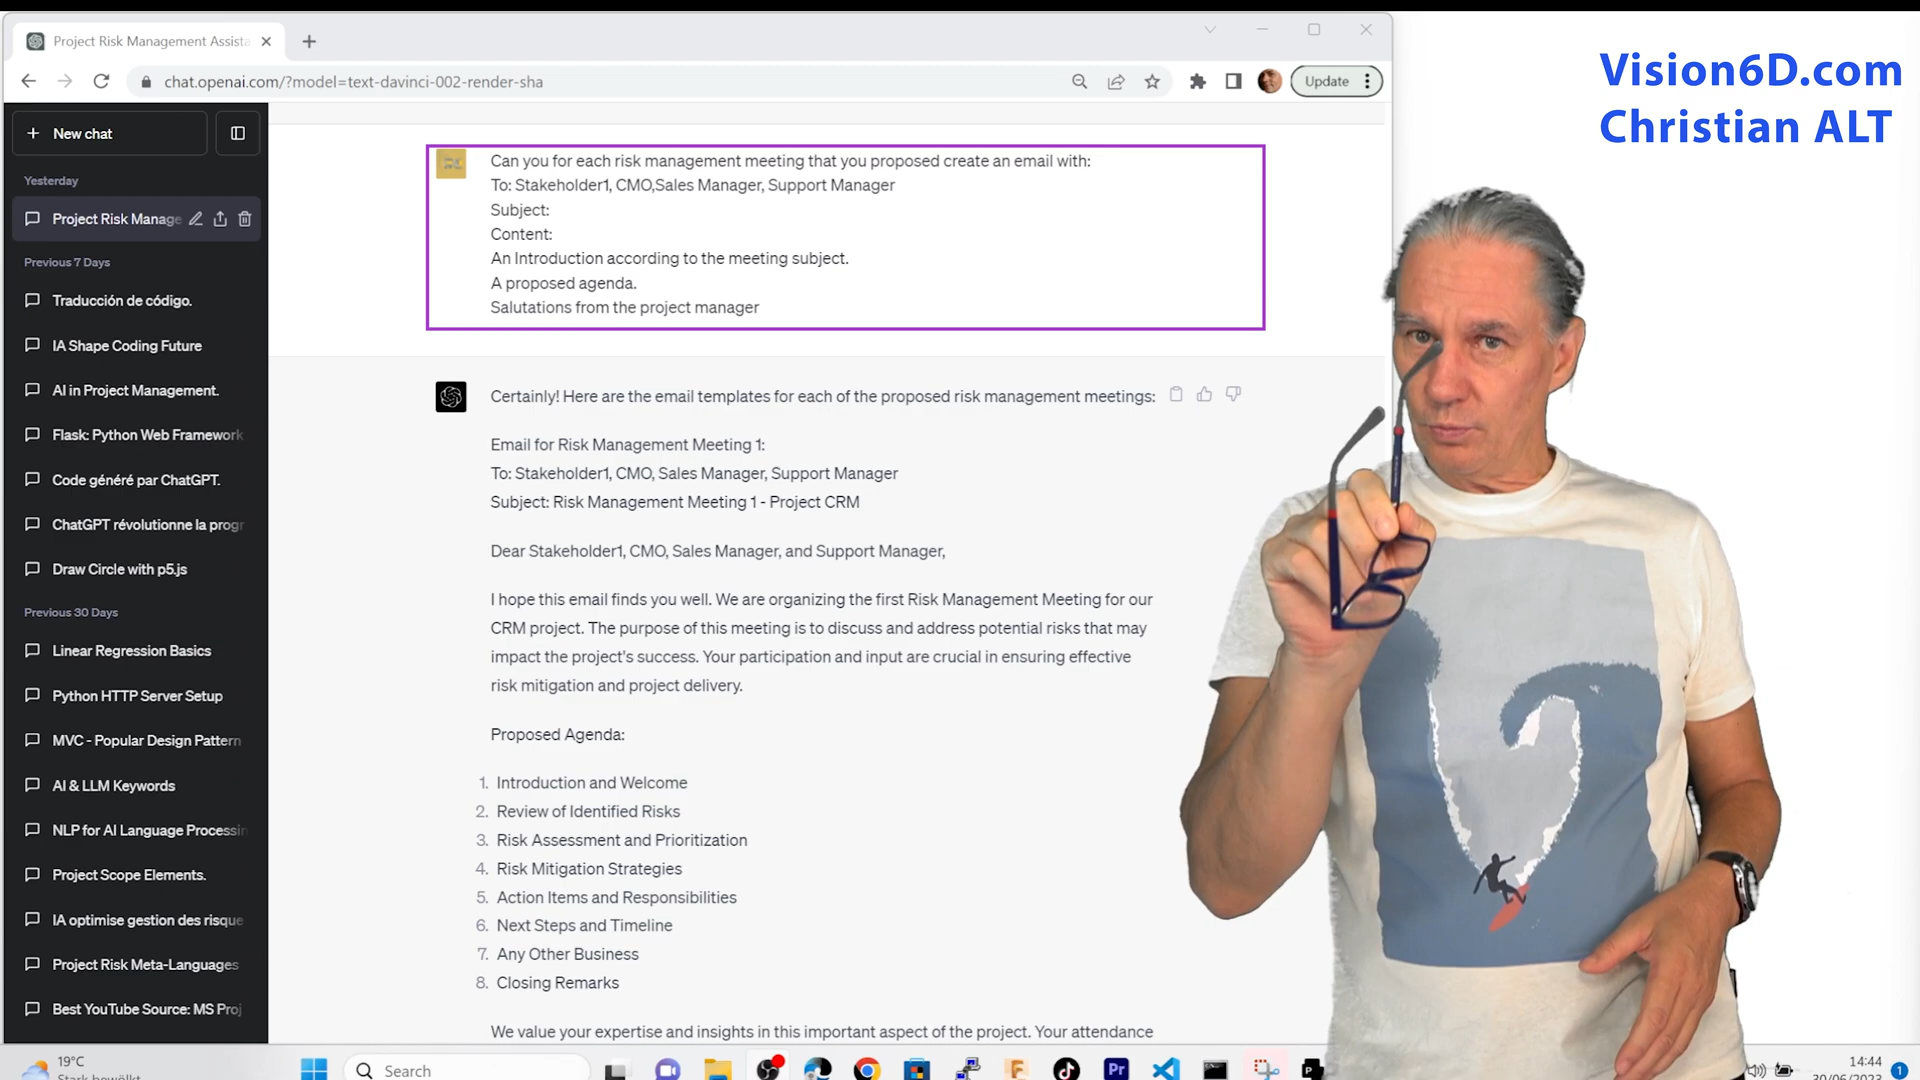 Project Risk Management Assista
chat.openai.com/?model=text-davinci-002-render-sha
Update
Vision6D.com
Christian ALT
New chat
Yesterday
Project Risk Manage
Previous 7 Days
Traducción de código.
IA Shape Coding Future
AI in Project Management.
Flask: Python Web Framework
Code généré par ChatGPT.
ChatGPT révolutionne la progr
Draw Circle with p5.js
Previous 30 Days
Linear Regression Basics
Python HTTP Server Setup
MVC - Popular Design Pattern
AI & LLM Keywords
NLP for AI Language Processin
Project Scope Elements.
IA optimise gestion des risque
Project Risk Meta-Languages
Best YouTube Source: MS Proj
Can you for each risk management meeting that you proposed create an email with:
To: Stakeholder1, CMO,Sales Manager, Support Manager
Subject:
Content:
An Introduction according to the meeting subject.
A proposed agenda.
Salutations from the project manager
Certainly! Here are the email templates for each of the proposed risk management meetings:
Email for Risk Management Meeting 1:
To: Stakeholder1, CMO, Sales Manager, Support Manager
Subject: Risk Management Meeting 1 - Project CRM
Dear Stakeholder1, CMO, Sales Manager, and Support Manager,
I hope this email finds you well. We are organizing the first Risk Management Meeting for our
CRM project. The purpose of this meeting is to discuss and address potential risks that may
impact the project's success. Your participation and input are crucial in ensuring effective
risk mitigation and project delivery.
Proposed Agenda:
1. Introduction and Welcome
2. Review of Identified Risks
3. Risk Assessment and Prioritization
4. Risk Mitigation Strategies
5. Action Items and Responsibilities
6. Next Steps and Timeline
7. Any Other Business
8. Closing Remarks
We value your expertise and insights in this important aspect of the project. Your attendance
19°C
Stark bewölkt
Search
Pr
14:44
30/06/2023
1